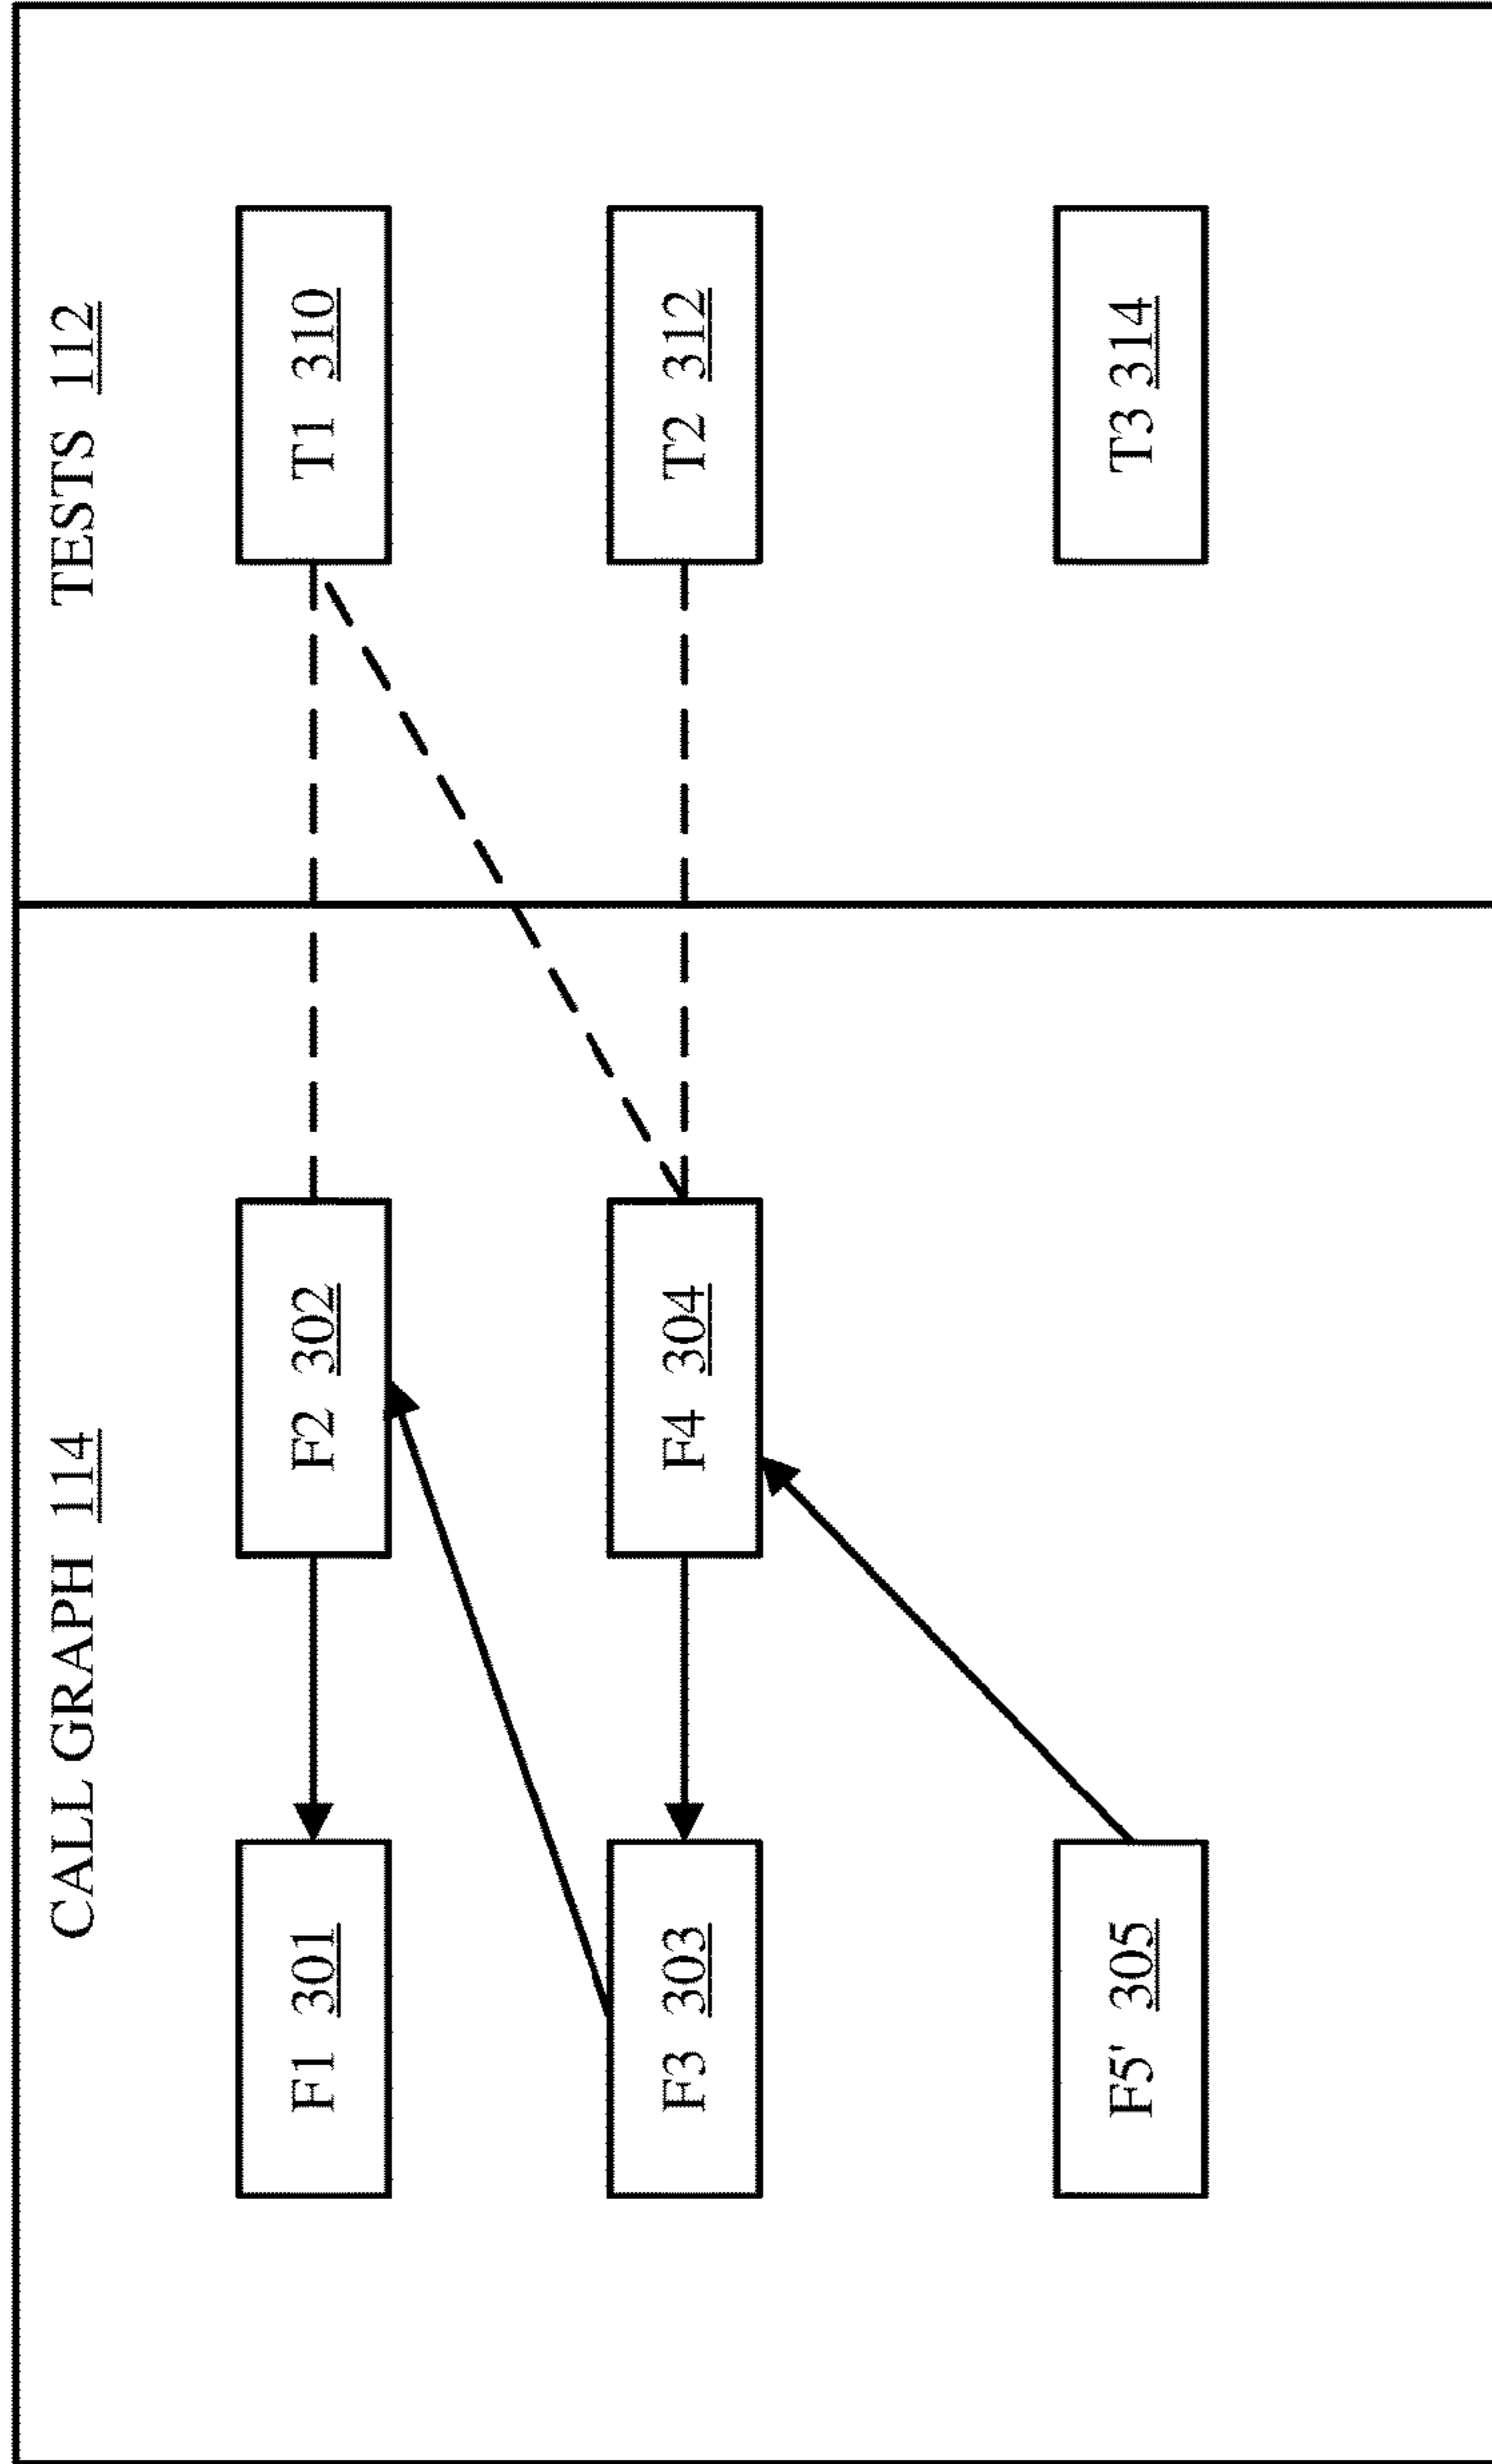 CALL GRAPH 114
TESTS 112
F1 301
F2 302
T1 310
F3 303
F4 304
T2 312
F5' 305
T3 314